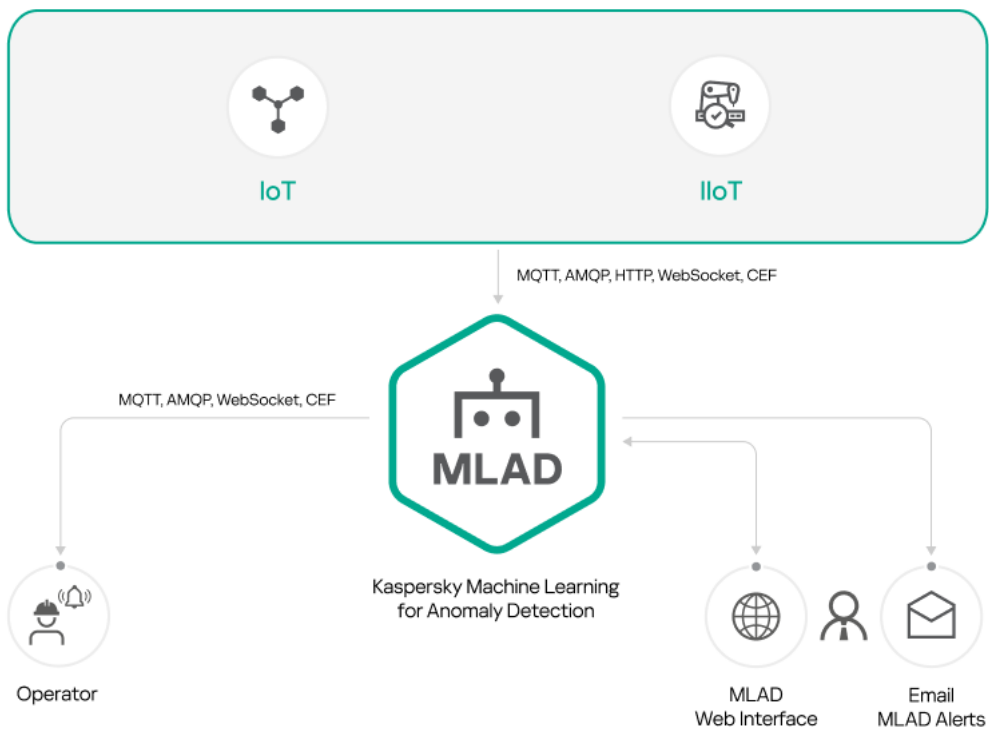 IoT
IIoT
MQTT, AMQP, HTTP, WebSocket, CEF
MQTT, AMQP, WebSocket, CEF
MLAD
Kaspersky Machine Learning
for Anomaly Detection
Operator
MLAD
Web Interface
Email
MLAD Alerts